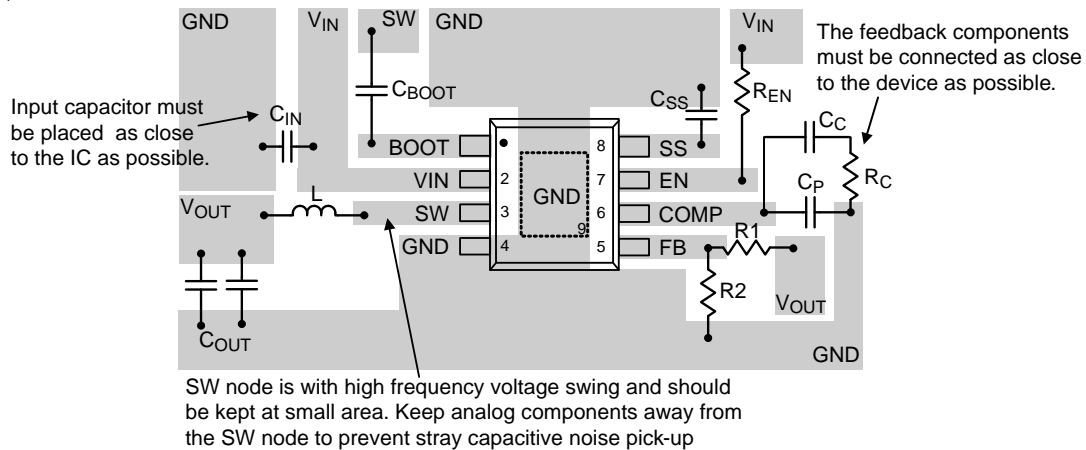 GND
VIN
SW
GND
VIN
The feedback components
must be connected as close
to the device as possible.
CBOOT
CSS
REN
Input capacitor must
be placed as close
to the IC as possible.
CIN
CC
RC
CP
BOOT
8
SS
VIN
2
GND
7
EN
VOUT
L
SW
3
9
6
COMP
GND
4
5
FB
R1
R2
VOUT
COUT
GND
SW node is with high frequency voltage swing and should
be kept at small area. Keep analog components away from
the SW node to prevent stray capacitive noise pick-up